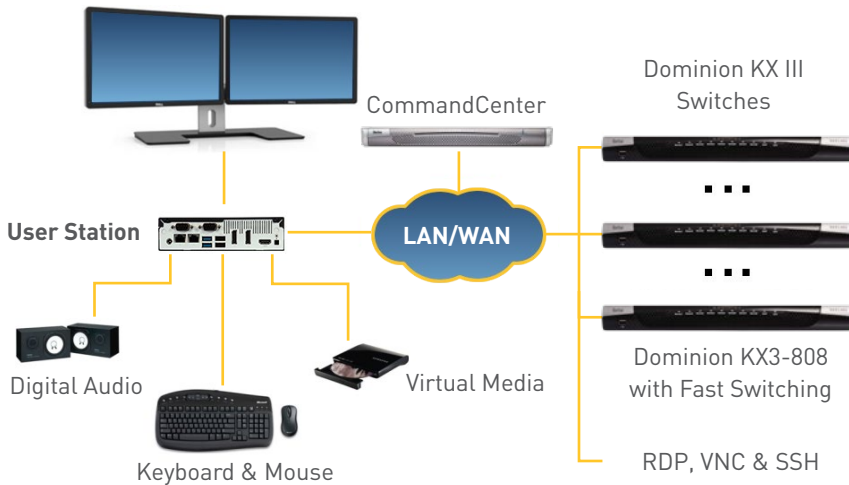 Dominion KX III
Switches
CommandCenter
User Station
LAN/WAN
Digital Audio
Virtual Media
Dominion KX3-808
with Fast Switching
Keyboard & Mouse
RDP, VNC & SSH